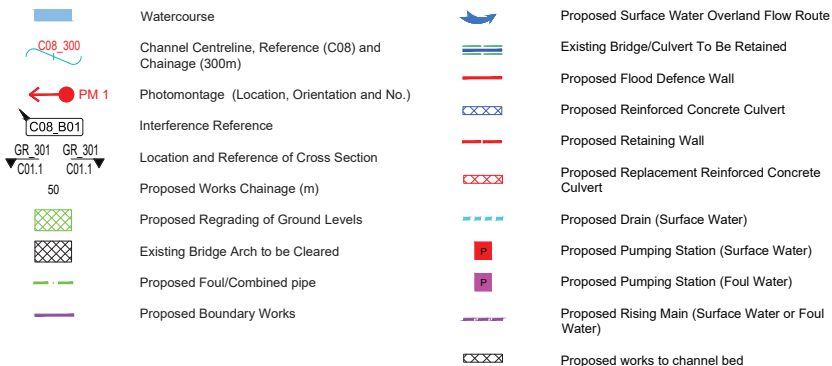 Watercourse
C08_300
Channel Centreline, Reference (C08) and
Chainage (300m)
PM 1
Photomontage (Location, Orientation and No.)
C08_B01
Interference Reference
GR_301 GR_301
C01.1 C01.1
Location and Reference of Cross Section
50
Proposed Works Chainage (m)
Proposed Regrading of Ground Levels
Existing Bridge Arch to be Cleared
Proposed Foul/Combined pipe
Proposed Boundary Works
Proposed Surface Water Overland Flow Route
Existing Bridge/Culvert To Be Retained
Proposed Flood Defence Wall
Proposed Reinforced Concrete Culvert
Proposed Retaining Wall
Proposed Replacement Reinforced Concrete
Culvert
Proposed Drain (Surface Water)
P
Proposed Pumping Station (Surface Water)
P
Proposed Pumping Station (Foul Water)
Proposed Rising Main (Surface Water or Foul
Water)
Proposed works to channel bed